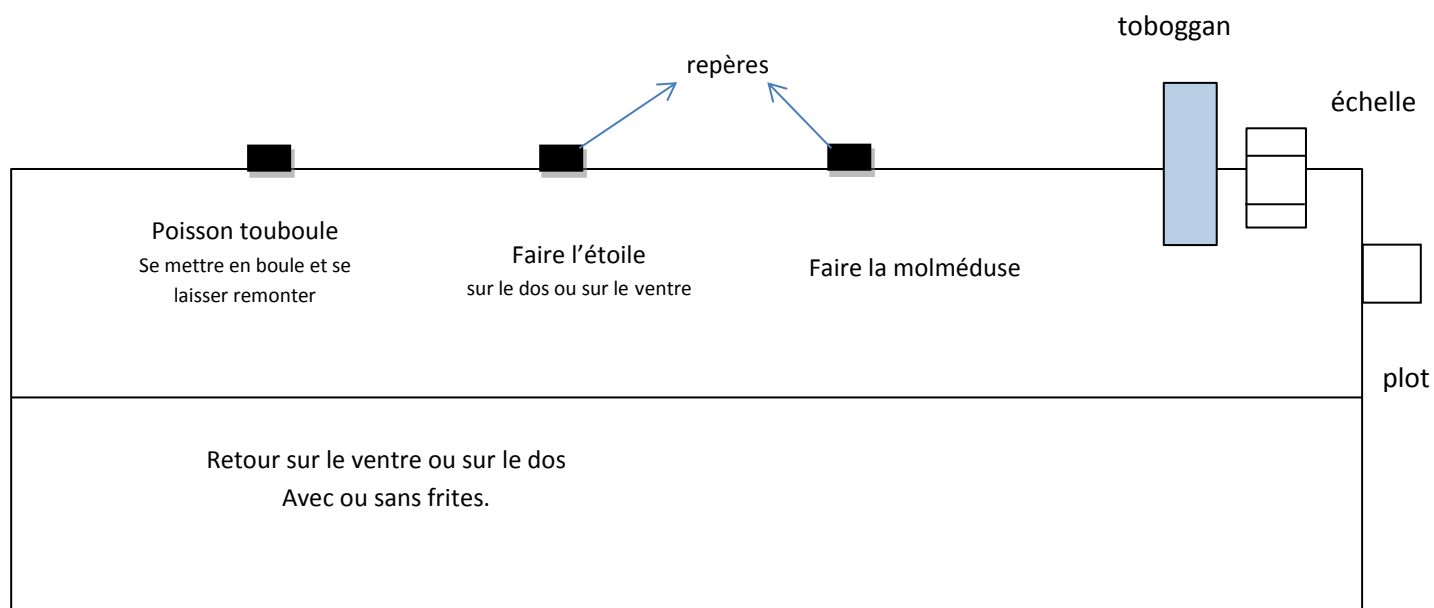 toboggan
repères
échelle
Poisson touboule
Se mettre en boule et se
laisser remonter
Faire l'étoile
sur le dos ou sur le ventre
Faire la molméduse
plot
Retour sur le ventre ou sur le dos
Avec ou sans frites.